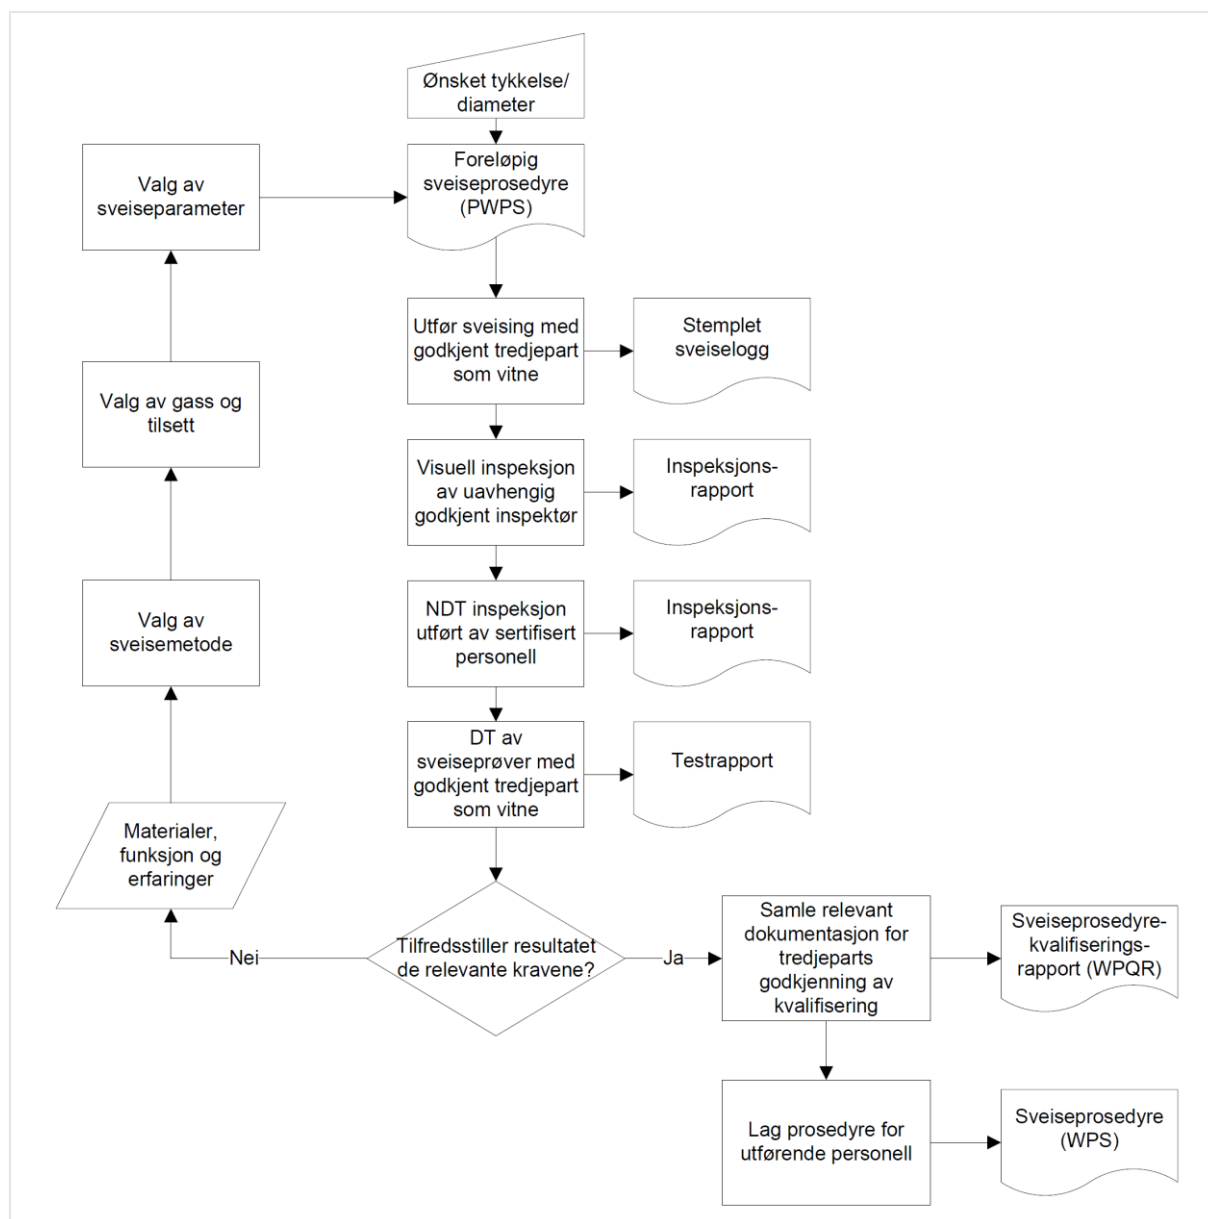 Ønsket tykkelse/
diameter
Valg av
sveiseparameter
Foreløpig
sveiseprosedyre
(PWPS)
Utfør sveising med
godkjent tredjepart
som vitne
Stemplet
sveiselogg
Valg av gass og
tilsett
Visuell inspeksjon
av uavhengig
godkjent inspektør
Inspeksjons-
rapport
Valg av
sveisemetode
NDT inspeksjon
utført av sertifisert
personell
Inspeksjons-
rapport
DT av
sveiseprøver med
godkjent tredjepart
som vitne
Testrapport
Materialer,
funksjon og
erfaringer
Nei
Tilfredsstiller resultatet
de relevante kravene?
Ja
Samle relevant
dokumentasjon for
tredjeparts
godkjenning av
kvalifisering
Sveiseprosedyre-
kvalifiserings-
rapport (WPQR)
Lag prosedyre for
utførende personell
Sveiseprosedyre
(WPS)